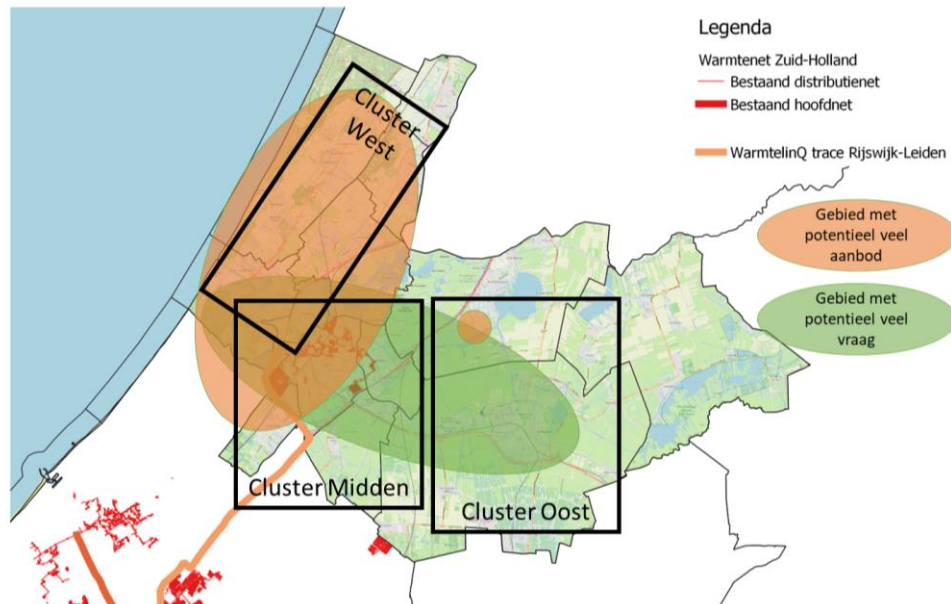 Legenda
Warmtenet Zuid-Holland
Bestaand distributienet
Bestaand hoofdnet
WarmtelinQ trace Rijswijk-Leiden
Gebied met
potentieel veel
aanbod
Gebied met
potentieel veel
vraag
Cluster
West
Cluster Midden
Cluster Oost